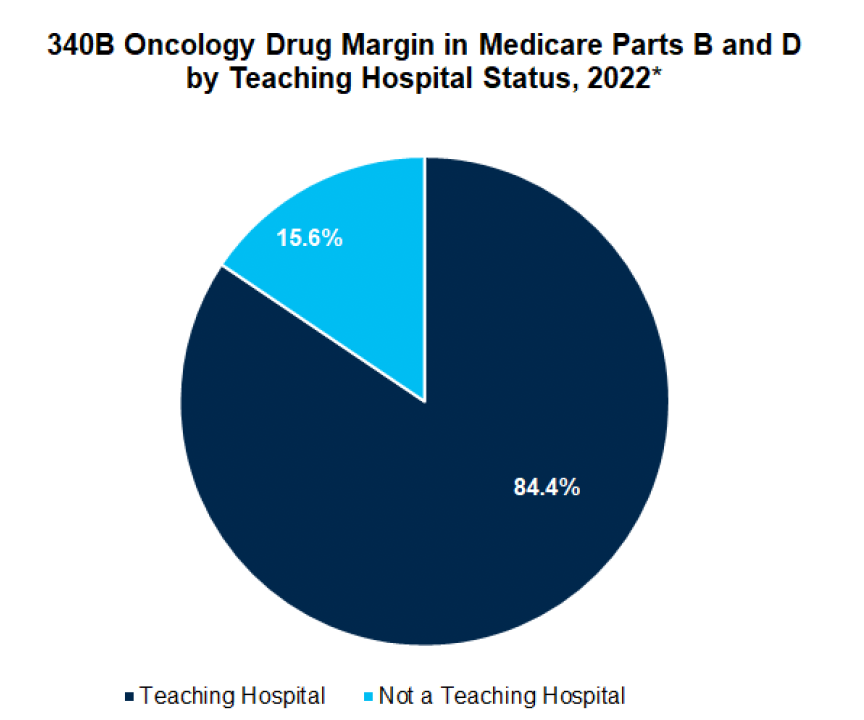 340B Oncology Drug Margin in Medicare Parts B and D
by Teaching Hospital Status, 2022*
15.6%
84.4%
Teaching Hospital
Not a Teaching Hospital